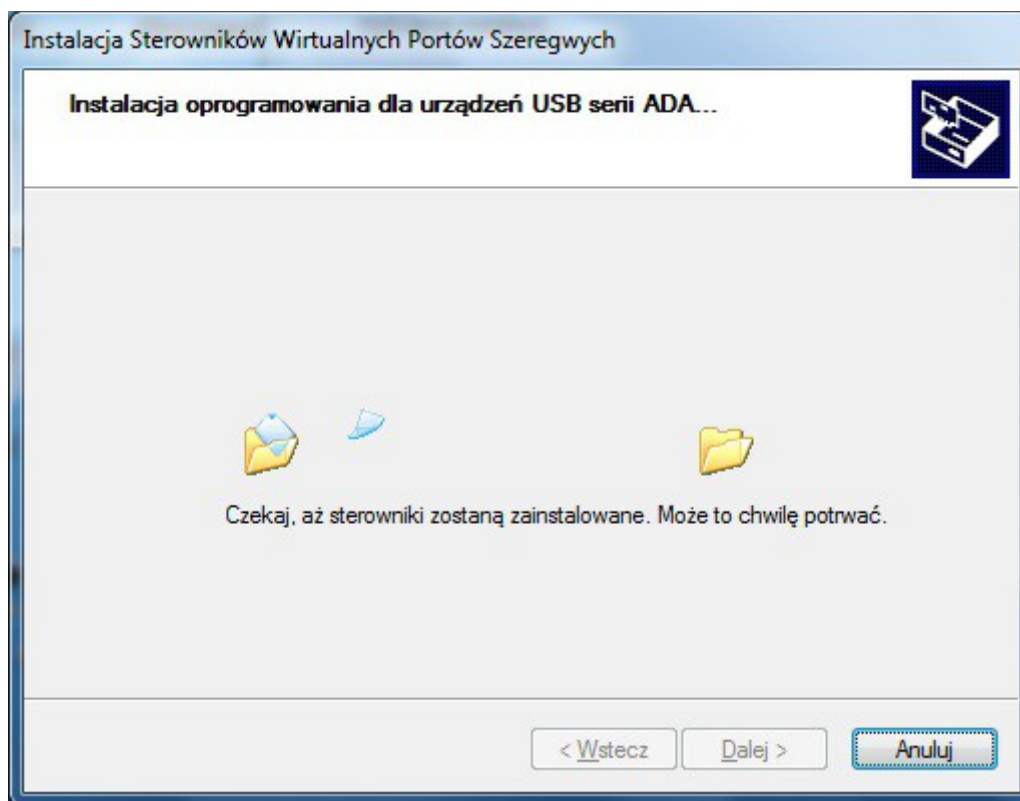 Instalacja Sterowników Wirtualnych Portów Szeregwych
Instalacja oprogramowania dla urządzeń USB serii ADA...
Czekaj, aż sterowniki zostaną zainstalowane. Może to chwilę potrwać.
< Wstecz
Dalej >
Anuluj